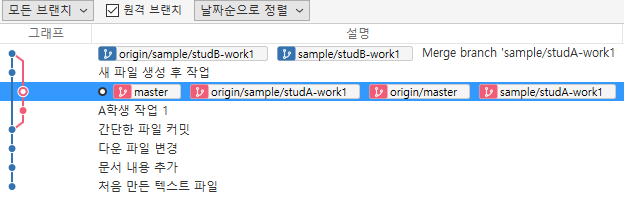 모든 브랜치 원격 브랜치 날짜순으로 정렬
그래프 설명
origin/sample/studB-work1 sample/studB-work1 Merge branch 'sample/studA-work1
새 파일 생성 후 작업
master origin/sample/studA-work1 origin/master sample/studA-work1
A학생 작업 1
간단한 파일 커밋
다운 파일 변경
문서 내용 추가
처음 만든 텍스트 파일